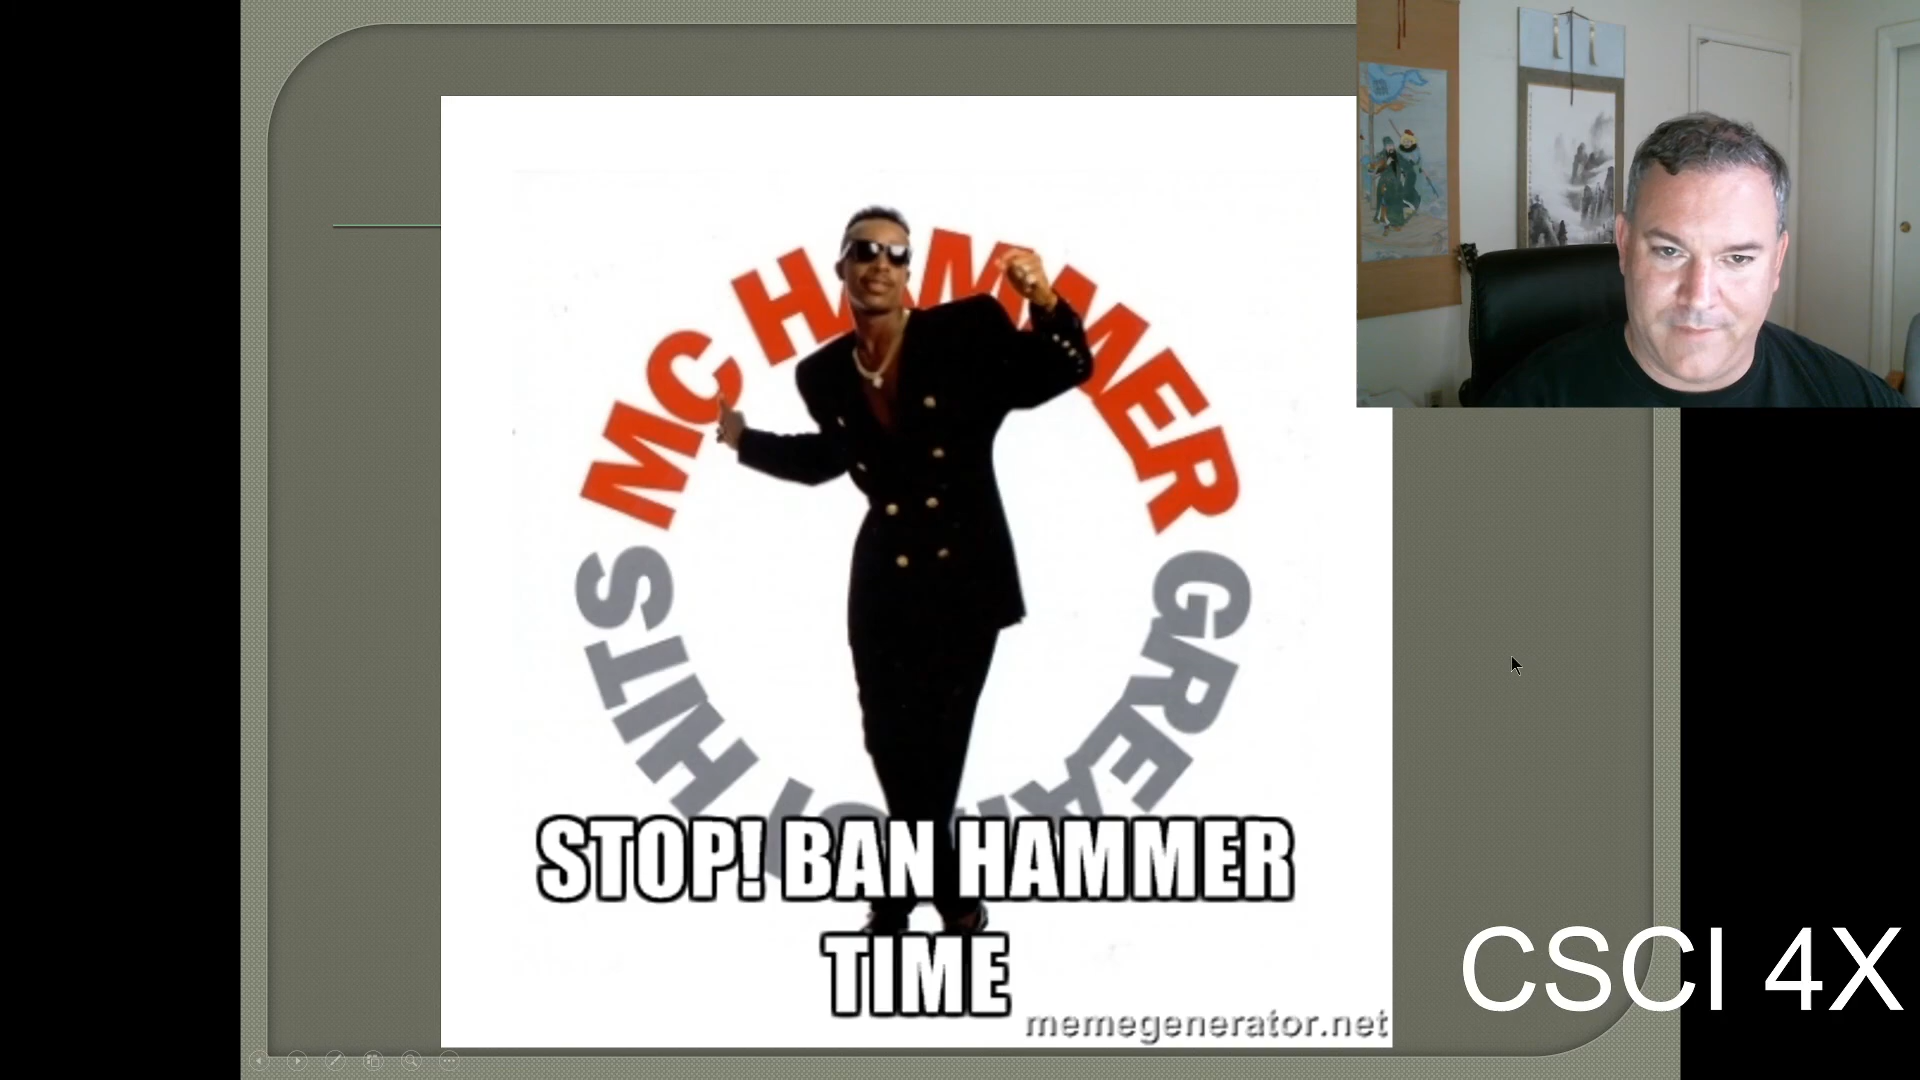 MC HAMMER
GREATEST HITS
STOP! BAN HAMMER
TIME
memegenerator.net
CSCI 4X